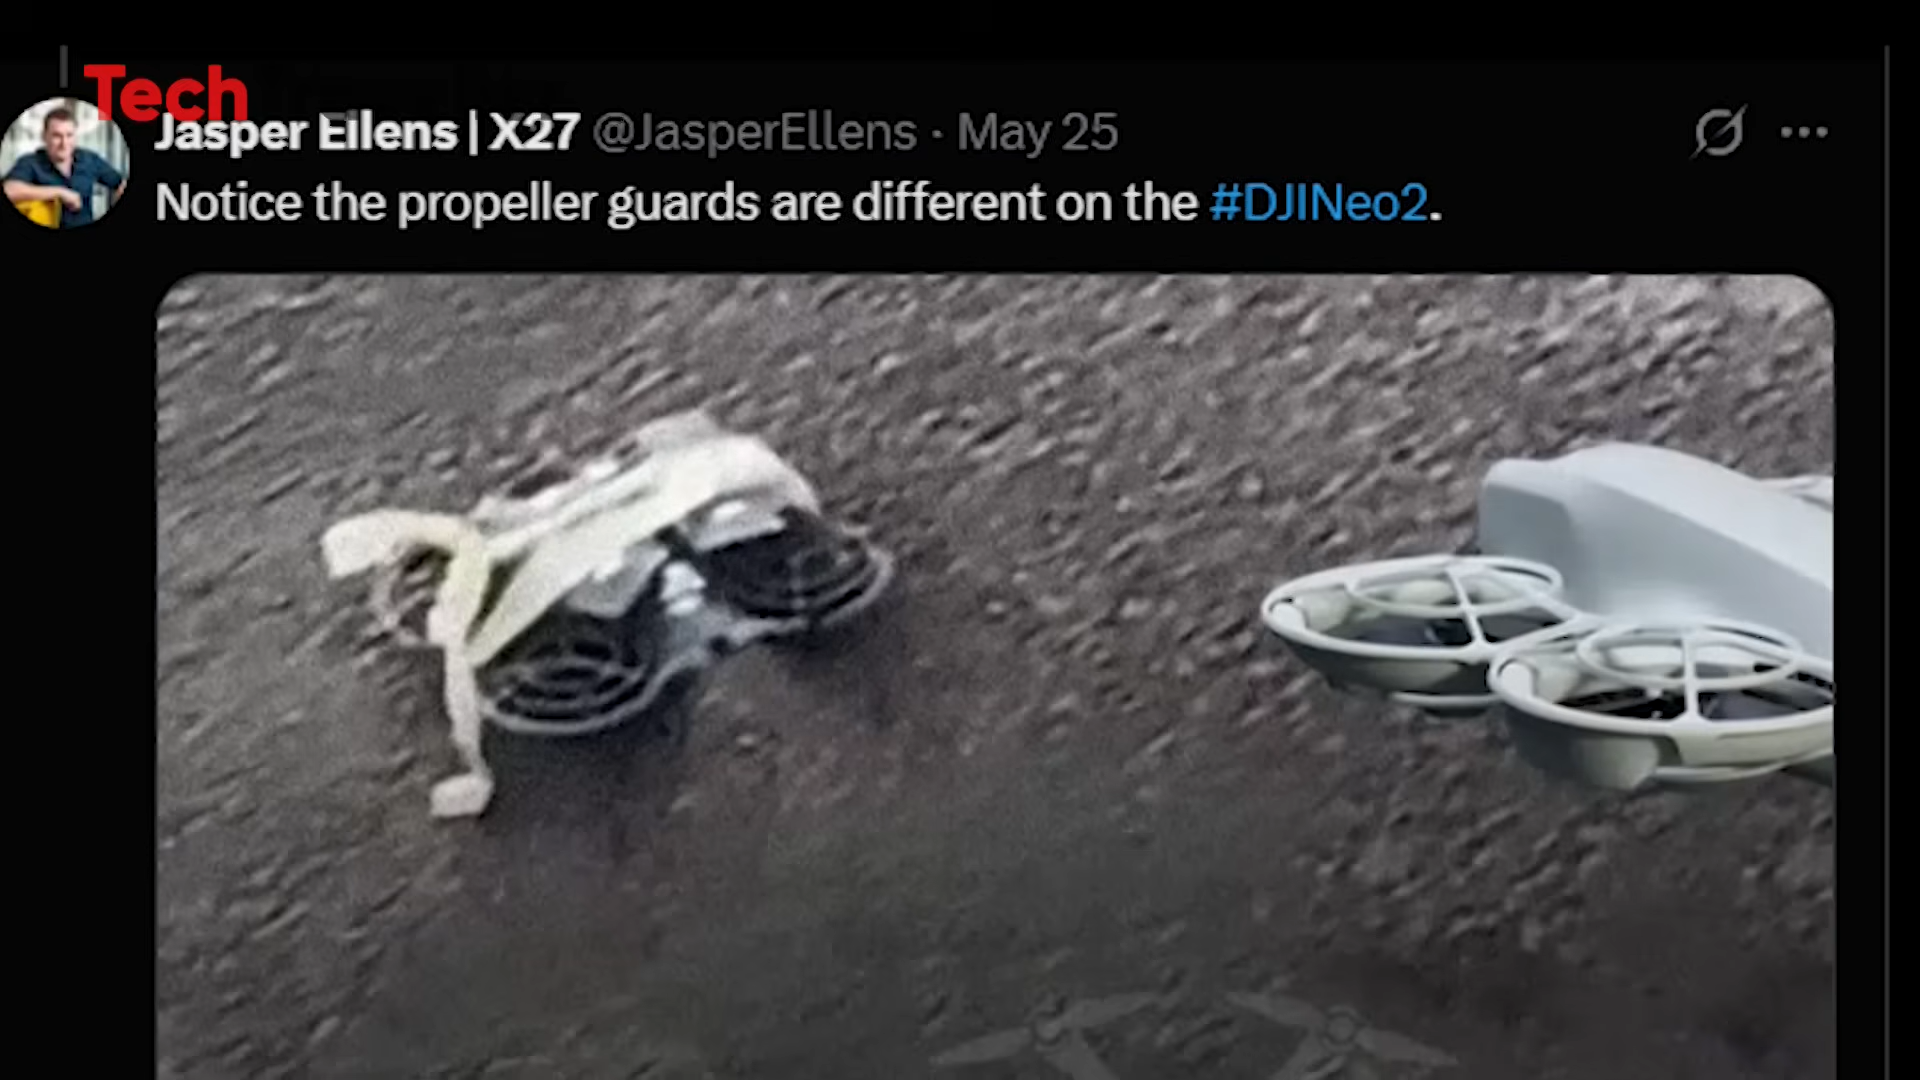 Tech
Jasper Ellens | X27 @JasperEllens · May 25
Notice the propeller guards are different on the #DJINeo2.